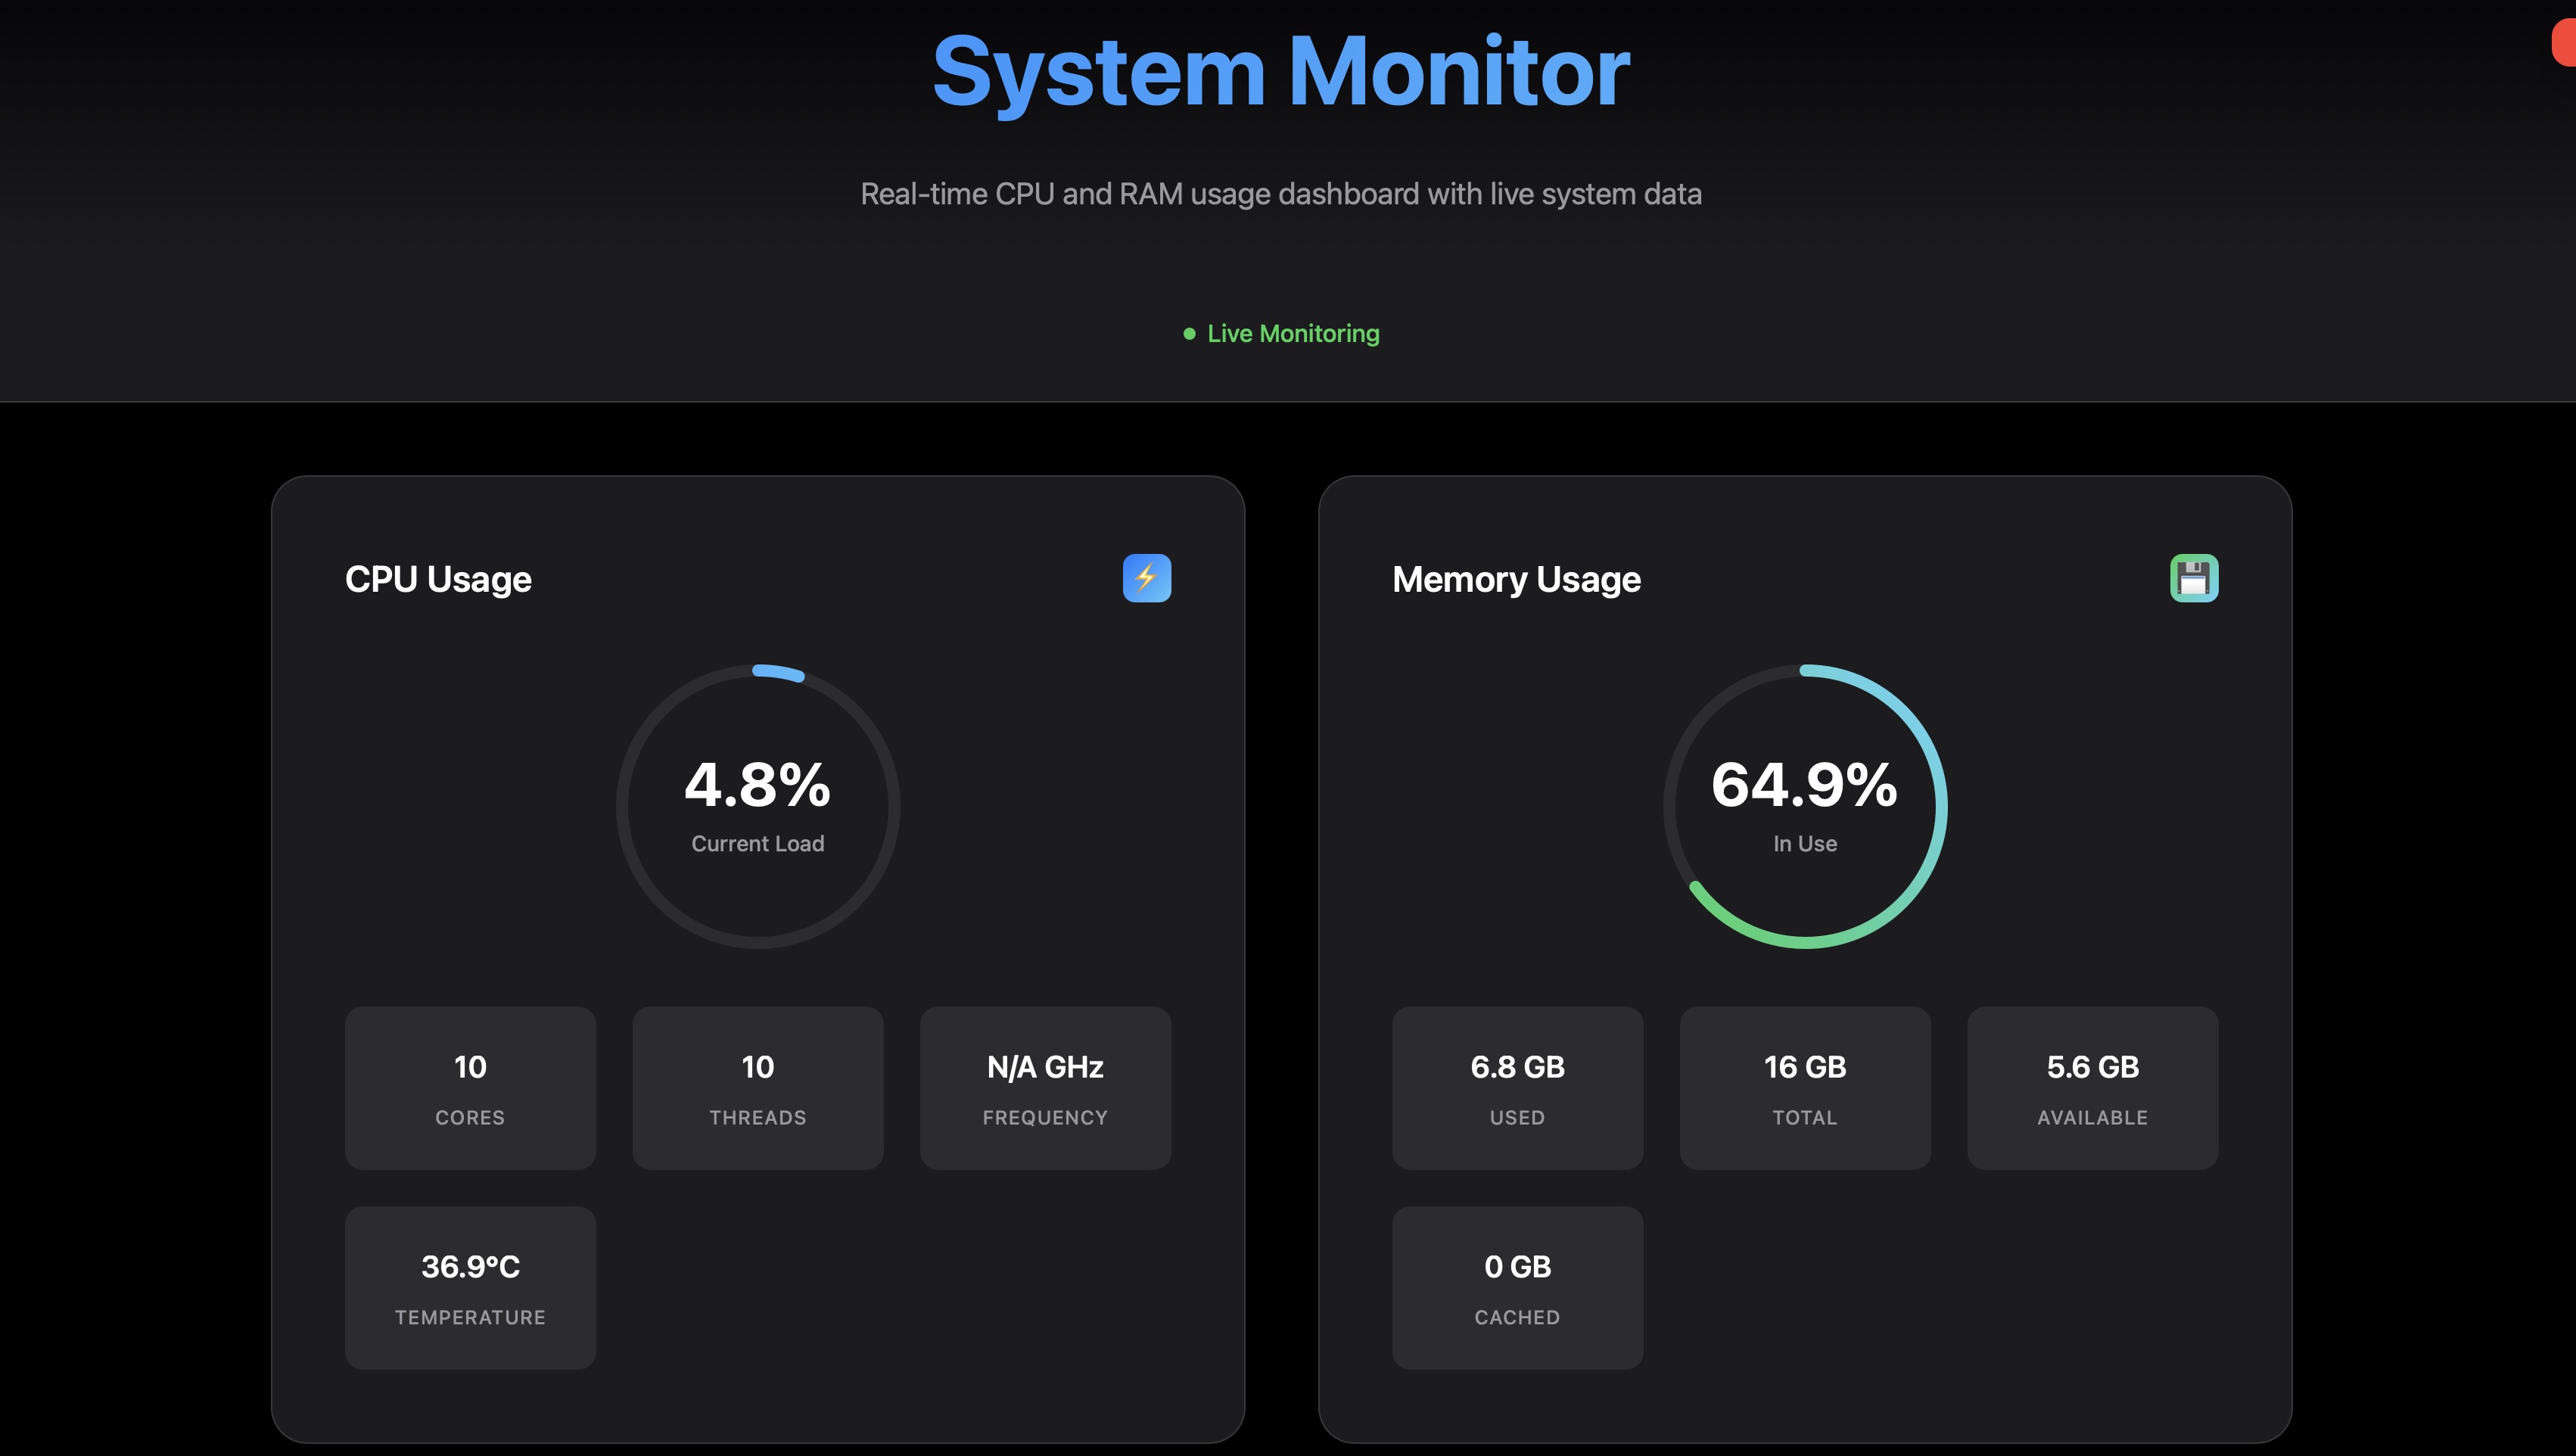 System Monitor
Real-time CPU and RAM usage dashboard with live system data
Live Monitoring
CPU Usage
4.8%
Current Load
10
CORES
10
THREADS
N/A GHz
FREQUENCY
36.9°C
TEMPERATURE
Memory Usage
64.9%
In Use
6.8 GB
USED
16 GB
TOTAL
5.6 GB
AVAILABLE
0 GB
CACHED